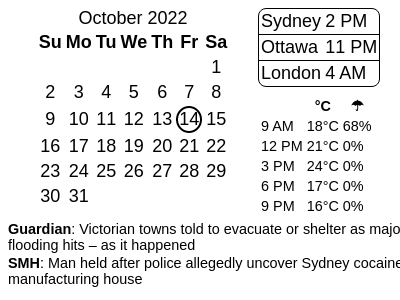 October 2022
Su Mo Tu We Th Fr Sa
1
2 3 4 5 6 7 8
9 10 11 12 13 14 15
16 17 18 19 20 21 22
23 24 25 26 27 28 29
30 31
Sydney 2 PM
Ottawa 11 PM
London 4 AM
°C ☂
9 AM 18°C 68%
12 PM 21°C 0%
3 PM 24°C 0%
6 PM 17°C 0%
9 PM 16°C 0%
Guardian: Victorian towns told to evacuate or shelter as majo
flooding hits – as it happened
SMH: Man held after police allegedly uncover Sydney cocaine
manufacturing house